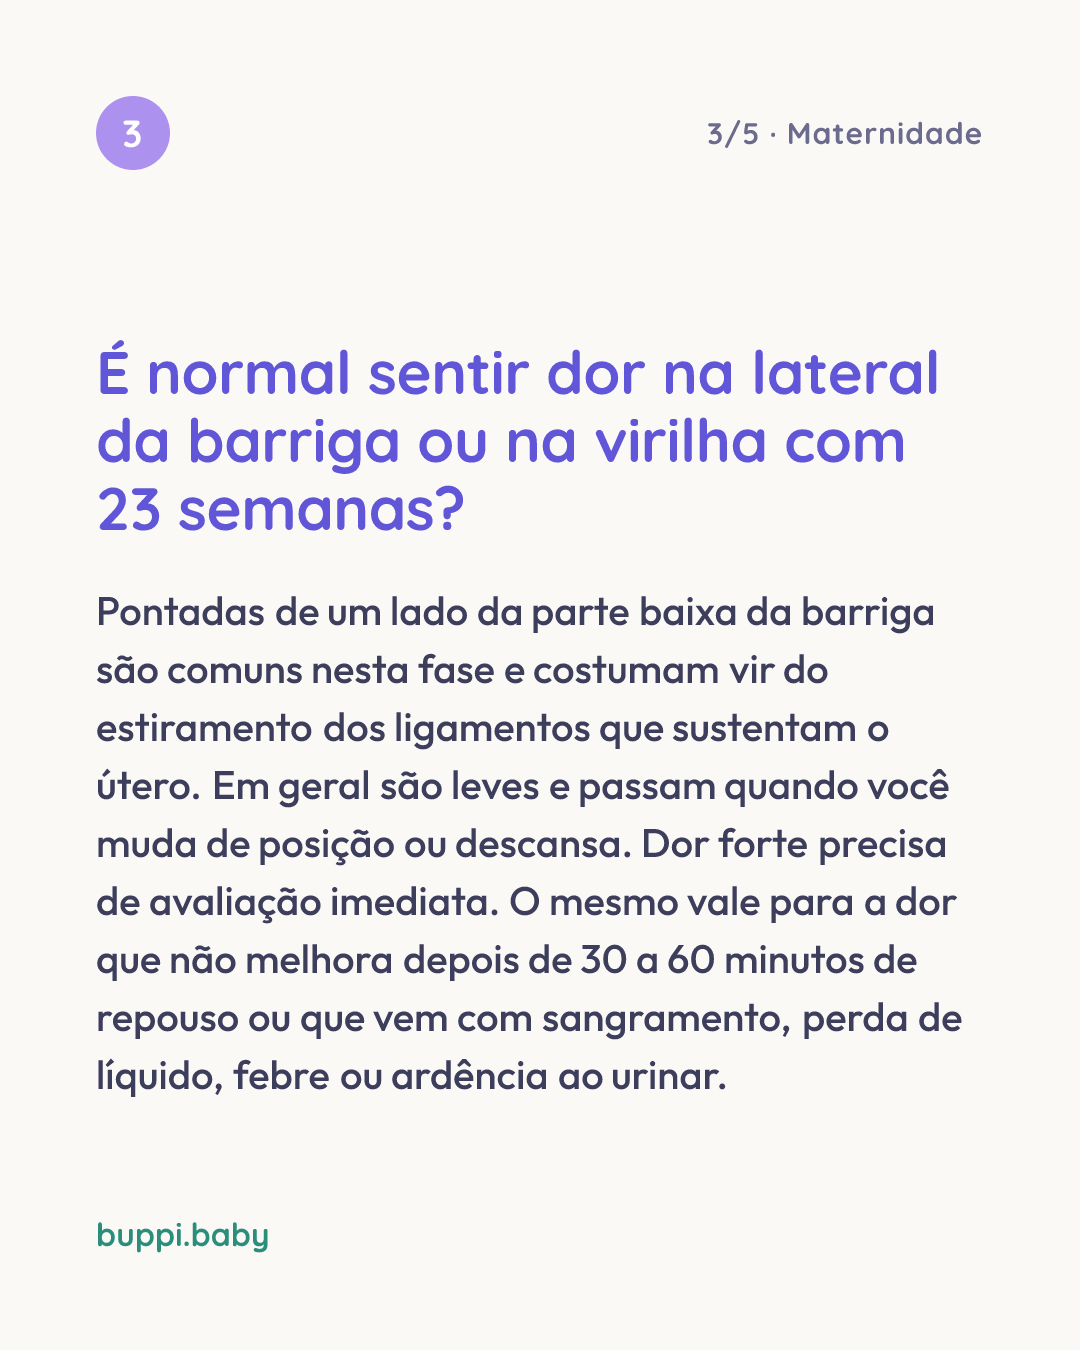 3
3/5 · Maternidade
É normal sentir dor na lateral
da barriga ou na virilha com
23 semanas?
Pontadas de um lado da parte baixa da barriga
são comuns nesta fase e costumam vir do
estiramento dos ligamentos que sustentam o
útero. Em geral são leves e passam quando você
muda de posição ou descansa. Dor forte precisa
de avaliação imediata. O mesmo vale para a dor
que não melhora depois de 30 a 60 minutos de
repouso ou que vem com sangramento, perda de
líquido, febre ou ardência ao urinar.
buppi.baby